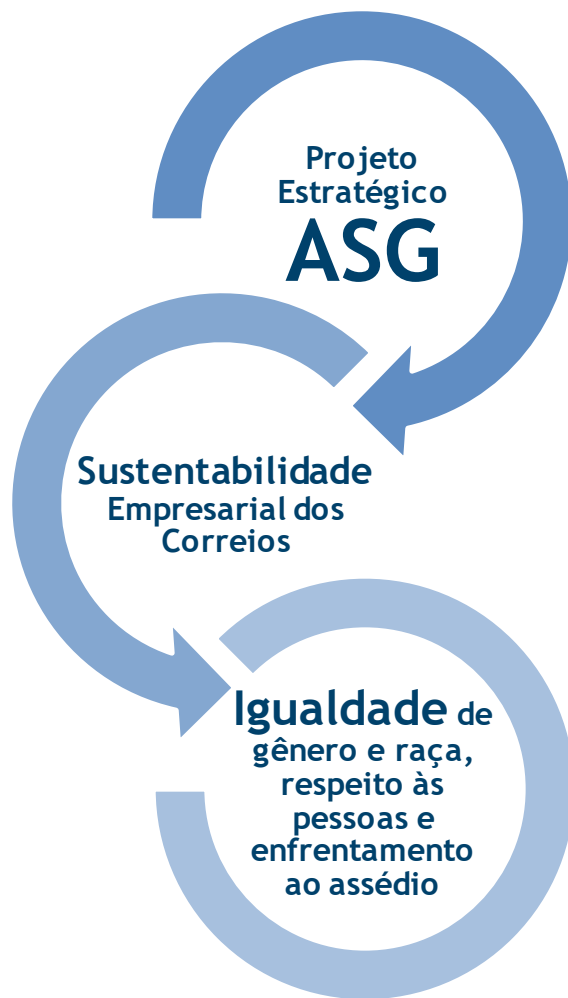 Projeto
Estratégico
ASG
Sustentabilidade
Empresarial dos
Correios
Igualdade de
gênero e raça,
respeito às
pessoas e
enfrentamento
ao assédio